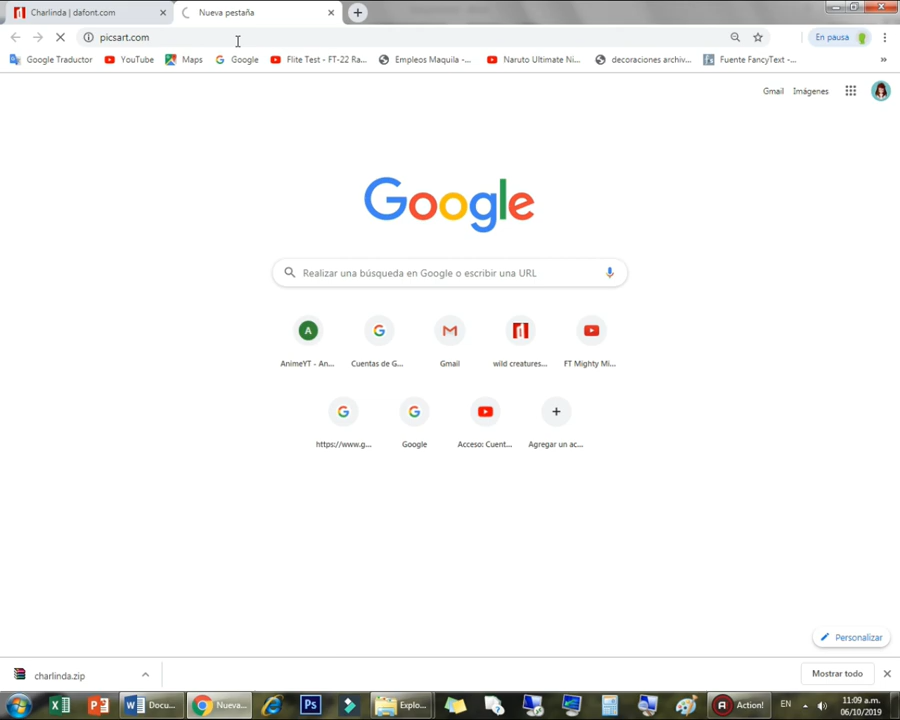 Charlinda | dafont.com
Nueva pestaña
picsart.com
En pausa
Google Traductor
YouTube
Maps
Google
Flite Test - FT-22 Ra...
Empleos Maquila -...
Naruto Ultimate Ni...
decoraciones archiv...
Fuente FancyText -...
»
Gmail
Imágenes
Google
Realizar una búsqueda en Google o escribir una URL
A
AnimeYT - An...
Cuentas de G...
Gmail
wild creatures...
FT Mighty Mi...
https://www.g...
Google
Acceso: Cuent...
Agregar un ac...
Personalizar
charlinda.zip
Mostrar todo
Docu...
Nueva...
Ps
Explo...
Action!
EN
11:09 a.m.
06/10/2019